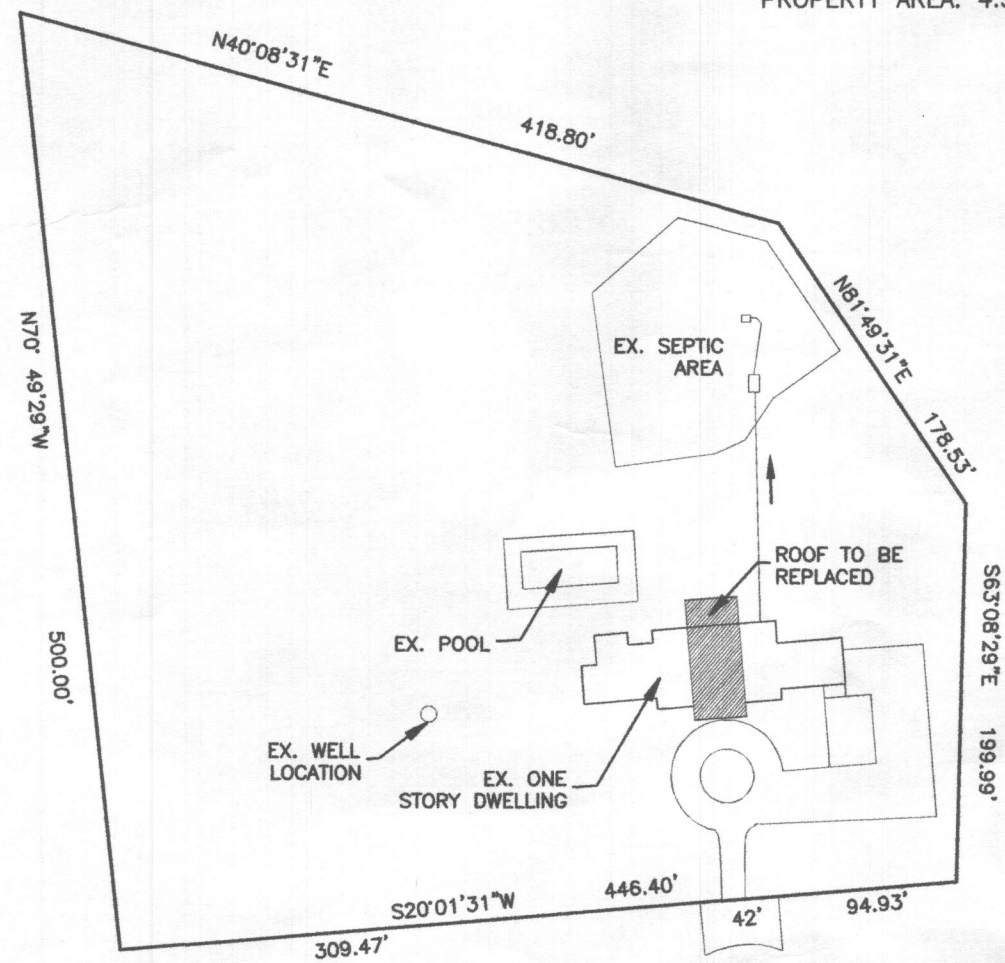 PROPERTY AREA: 4.
N40°08'31"E
418.80'
N81°49'31"E
178.53'
EX. SEPTIC
AREA
N70° 49'29"W
500.00'
ROOF TO BE
REPLACED
S63°08'29"E
199.99'
EX. POOL
EX. WELL
LOCATION
EX. ONE
STORY DWELLING
S20°01'31"W
446.40'
309.47'
42'
94.93'